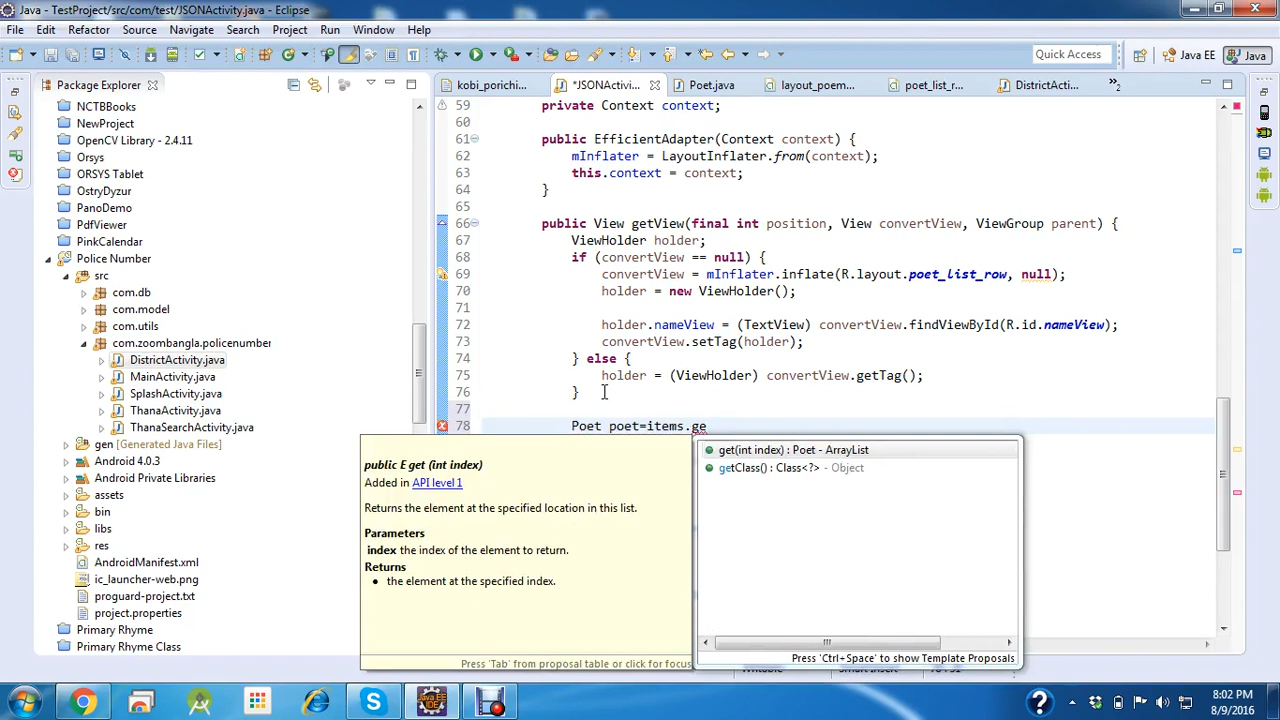 Java - TestProject/src/com/test/JSONActivity.java - Eclipse
File Edit Refactor Source Navigate Search Project Run Window Help
Quick Access
Java EE
Java
Package Explorer
kobi_porichi...
*JSONActivi...
Poet.java
layout_poem...
poet_list_r...
DistrictActiv...
»2
NCTBBooks
NewProject
OpenCV Library - 2.4.11
Orsys
ORSYS Tablet
OstryDyzur
PanoDemo
PdfViewer
PinkCalendar
Police Number
src
com.db
com.model
com.utils
com.zoombangla.policenumber
DistrictActivity.java
MainActivity.java
SplashActivity.java
ThanaActivity.java
ThanaSearchActivity.java
gen [Generated Java Files]
Android 4.0.3
Android Private Libraries
assets
bin
libs
res
AndroidManifest.xml
ic_launcher-web.png
proguard-project.txt
project.properties
Primary Rhyme
Primary Rhyme Class
59 private Context context;
60
61 public EfficientAdapter(Context context) {
62 mInflater = LayoutInflater.from(context);
63 this.context = context;
64 }
65
66 public View getView(final int position, View convertView, ViewGroup parent) {
67 ViewHolder holder;
68 if (convertView == null) {
69 convertView = mInflater.inflate(R.layout.poet_list_row, null);
70 holder = new ViewHolder();
71
72 holder.nameView = (TextView) convertView.findViewById(R.id.nameView);
73 convertView.setTag(holder);
74 } else {
75 holder = (ViewHolder) convertView.getTag();
76 }
77
78 Poet poet=items.ge
public E get (int index)
Added in API level 1
Returns the element at the specified location in this list.
Parameters
index the index of the element to return.
Returns
• the element at the specified index.
Press 'Tab' from proposal table or click for focus
get(int index) : Poet - ArrayList
getClass() : Class<?> - Object
Press 'Ctrl+Space' to show Template Proposals
8:02 PM
8/9/2016